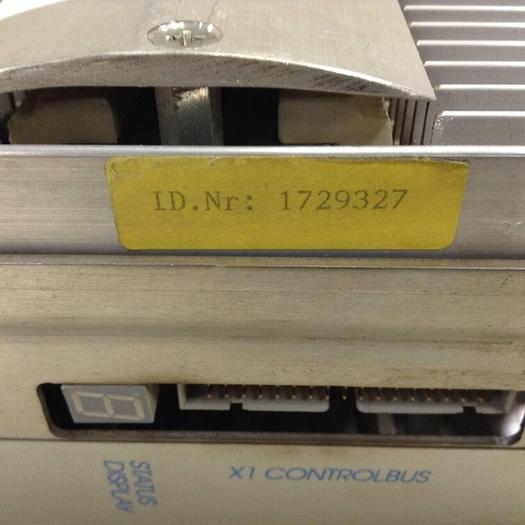 ID.Nr: 1729327
STATUS
DISPLAY
X1 CONTROLBUS